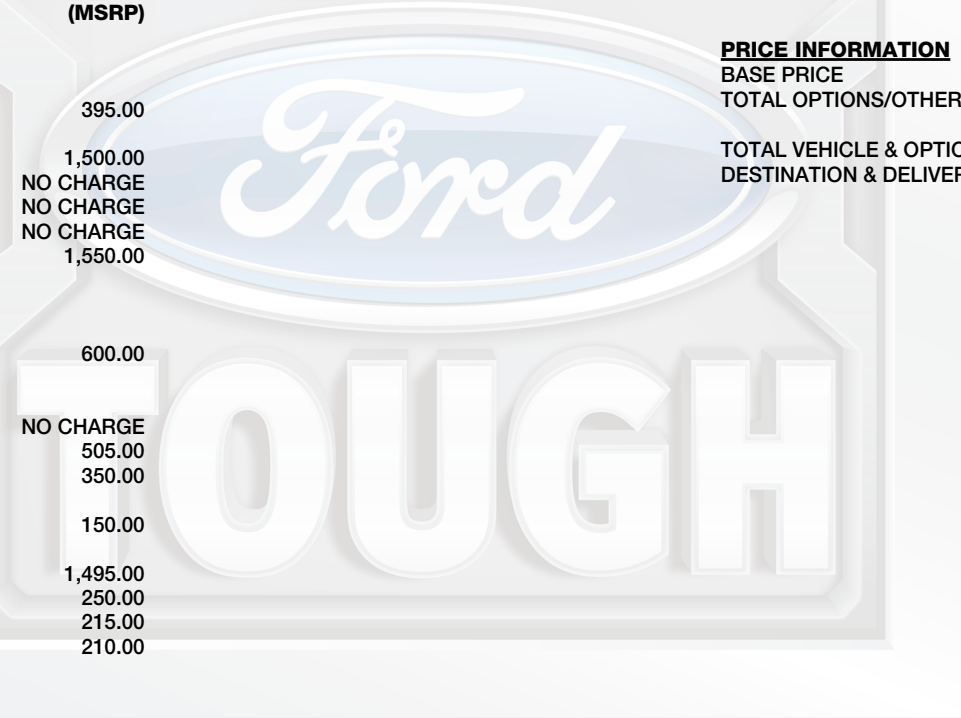 (MSRP)
395.00
1,500.00
NO CHARGE
NO CHARGE
NO CHARGE
1,550.00
600.00
NO CHARGE
505.00
350.00
150.00
1,495.00
250.00
215.00
210.00
PRICE INFORMATION
BASE PRICE
TOTAL OPTIONS/OTHER
TOTAL VEHICLE & OPTIO
DESTINATION & DELIVER
Ford
TOUGH